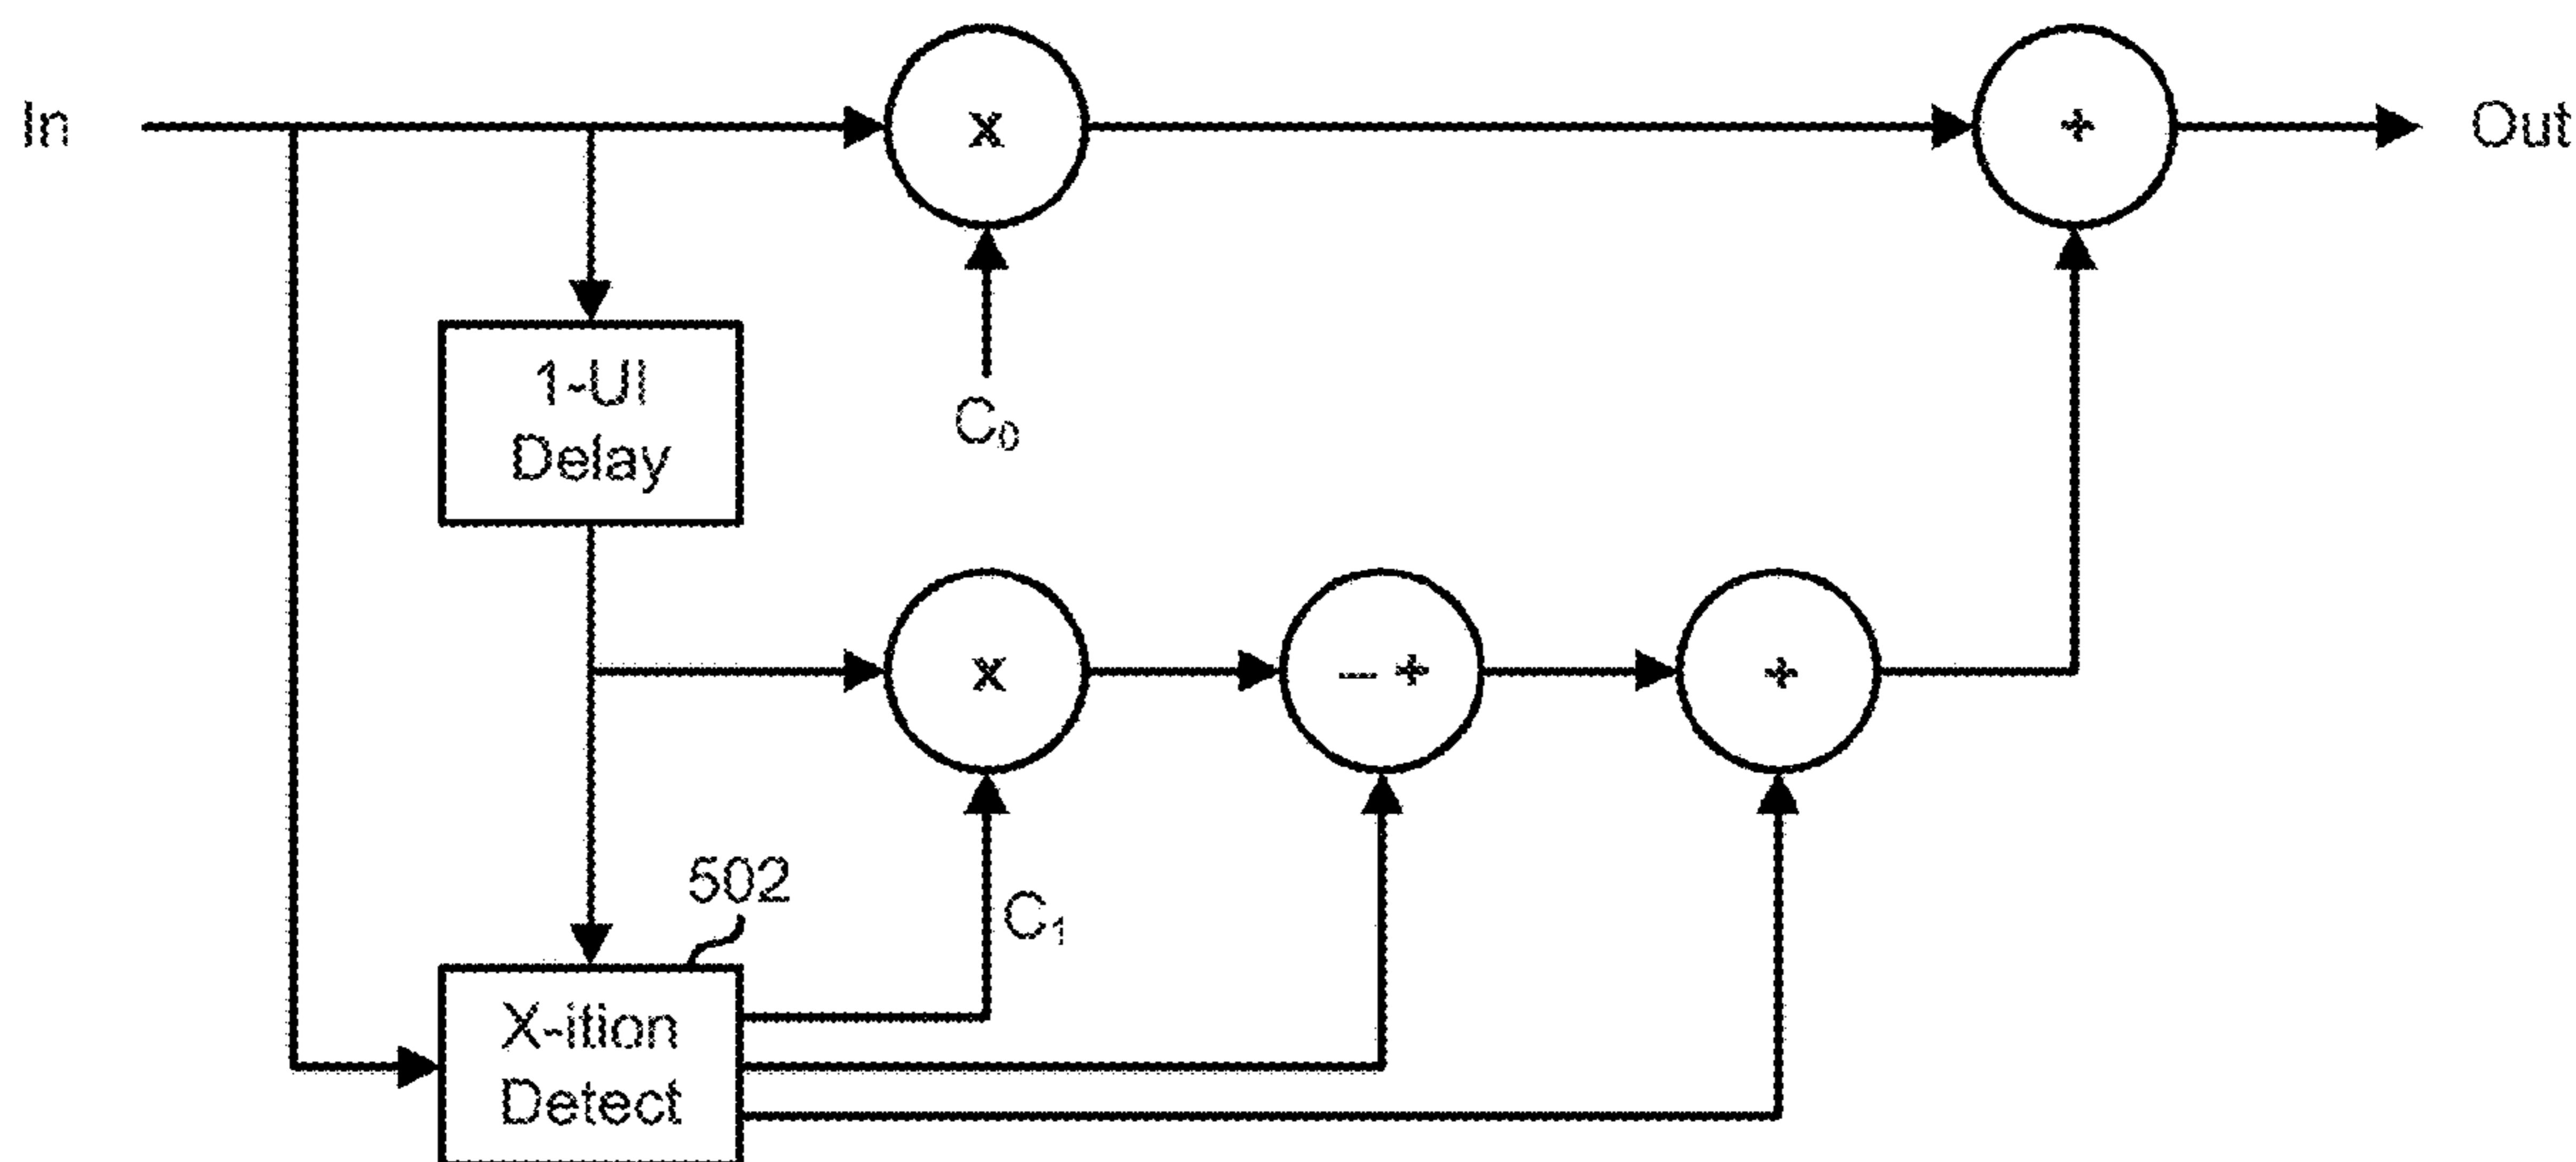 In
x
+
Out
1-UI
Delay
C₀
x
– +
+
502
C₁
X-ition
Detect